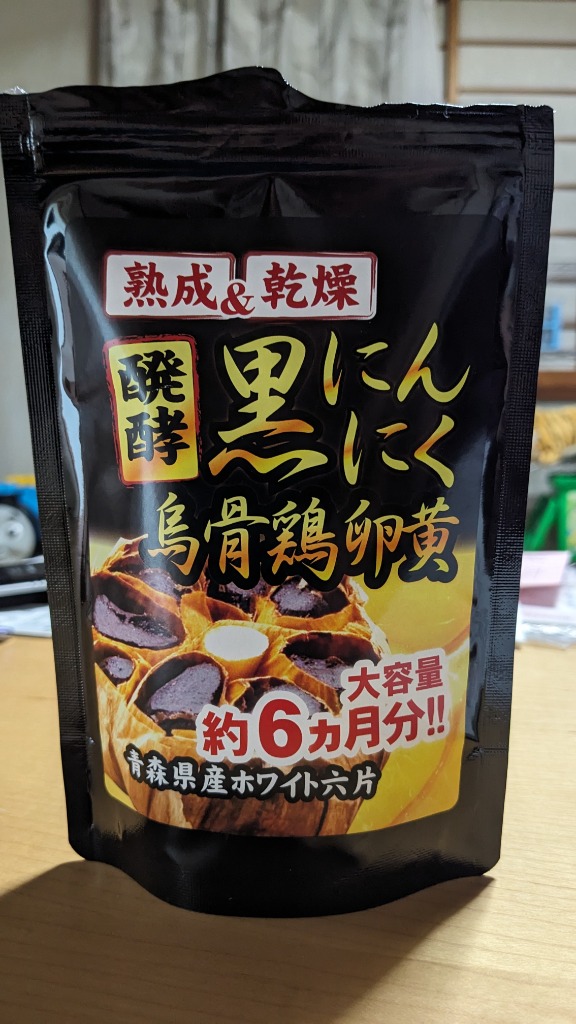 熟成&乾燥
醗酵
黒にんにく
烏骨鶏卵黄
大容量
約6ヵ月分!!
青森県産ホワイト六片